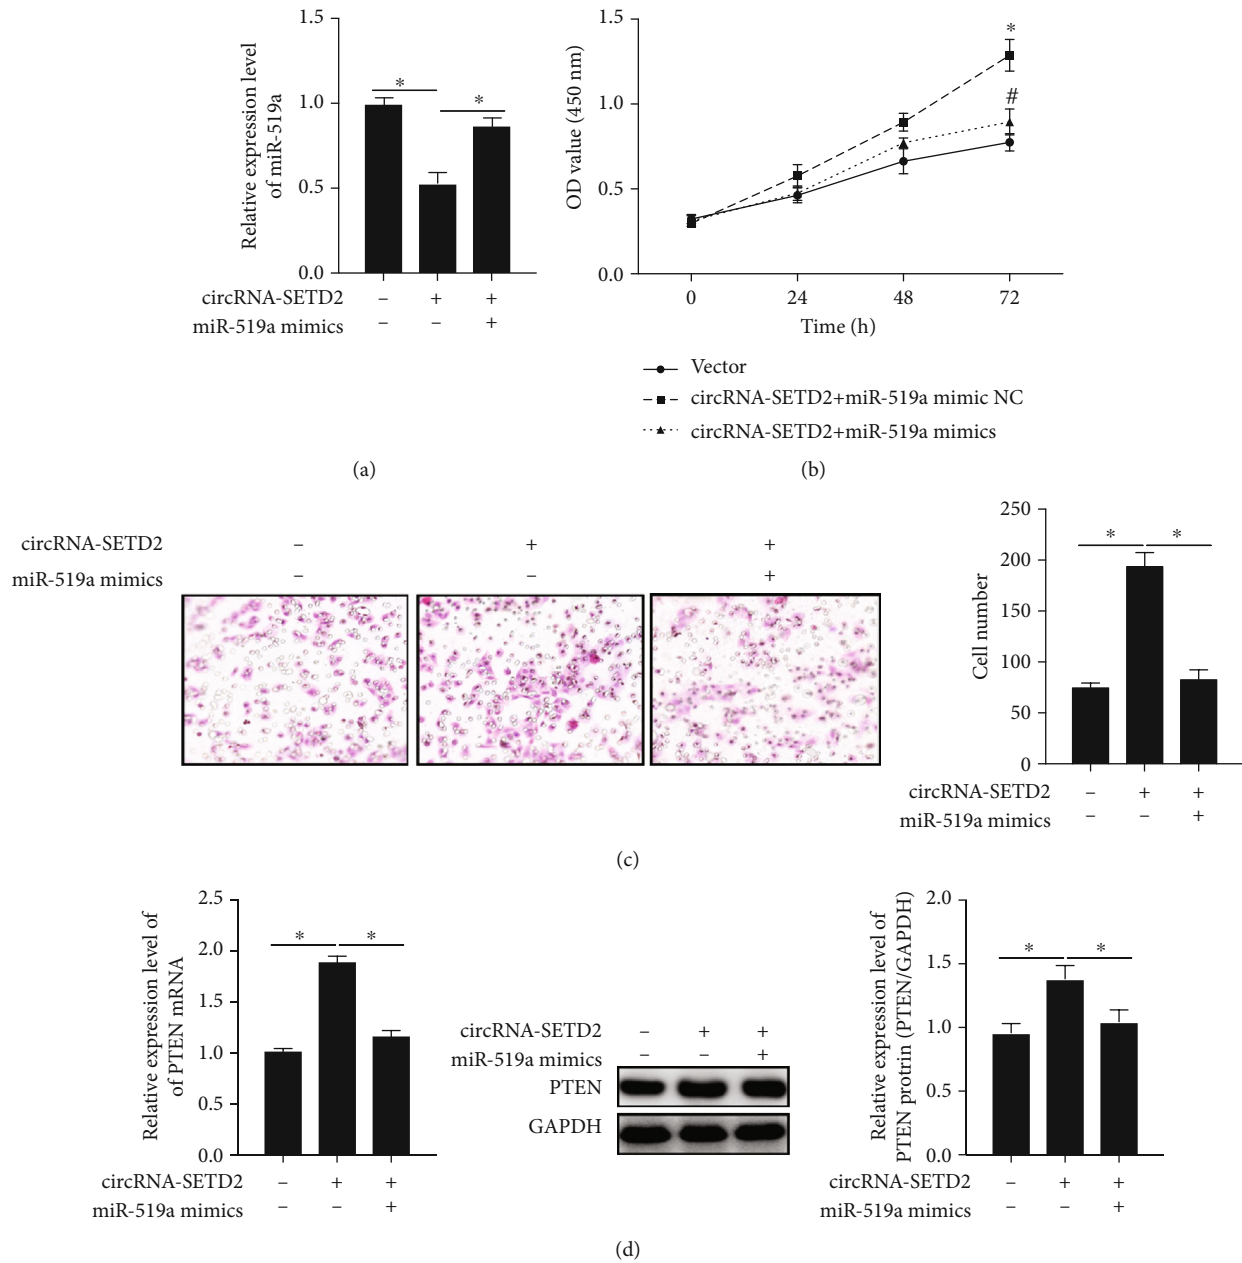 1.5
1.0
0.5
0.0
Relative expression level
of miR-519a
*
*
circRNA-SETD2 – + +
miR-519a mimics – – +
(a)
1.5
1.0
0.5
0.0
OD value (450 nm)
*
#
0 24 48 72
Time (h)
Vector
circRNA-SETD2+miR-519a mimic NC
circRNA-SETD2+miR-519a mimics
(b)
circRNA-SETD2 – + +
miR-519a mimics – – +
250
200
150
100
50
0
Cell number
* *
circRNA-SETD2 – + +
miR-519a mimics – – +
(c)
2.5
2.0
1.5
1.0
0.5
0.0
Relative expression level of
of PTEN mRNA
* *
circRNA-SETD2 – + +
miR-519a mimics – – +
circRNA-SETD2 – + +
miR-519a mimics – – +
PTEN
GAPDH
2.0
1.5
1.0
0.5
0.0
Relative expression level of
PTEN protrin (PTEN/GAPDH)
* *
circRNA-SETD2 – + +
miR-519a mimics – – +
(d)